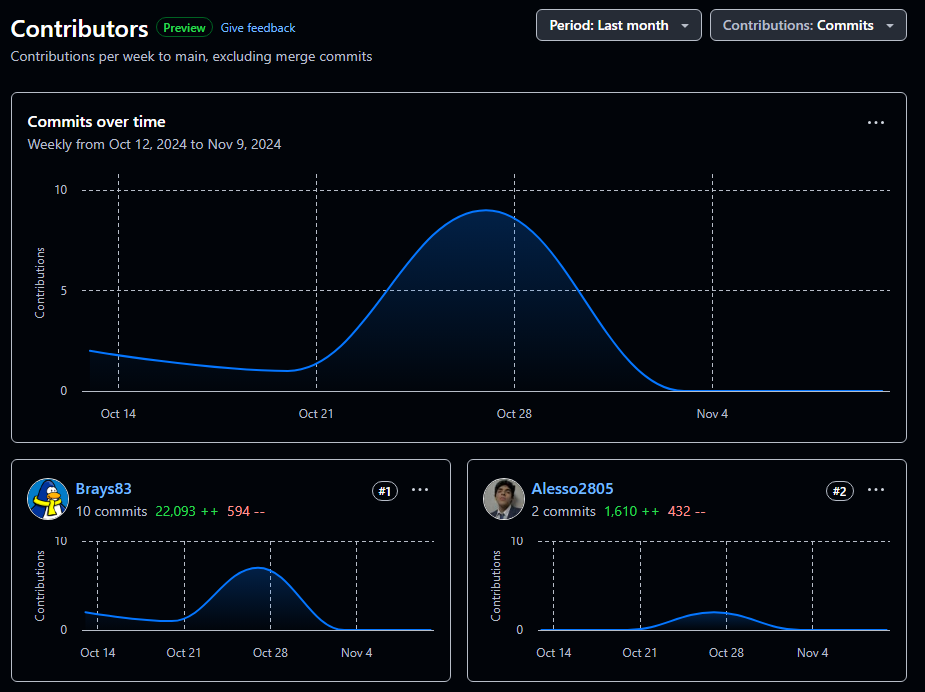 Contributors Preview Give feedback
Period: Last month
Contributions: Commits
Contributions per week to main, excluding merge commits
Commits over time
Weekly from Oct 12, 2024 to Nov 9, 2024
Contributions
10
5
0
Oct 14 Oct 21 Oct 28 Nov 4
Brays83
#1
10 commits 22,093 ++ 594 --
Contributions
10
0
Oct 14 Oct 21 Oct 28 Nov 4
Alesso2805
#2
2 commits 1,610 ++ 432 --
Contributions
10
0
Oct 14 Oct 21 Oct 28 Nov 4